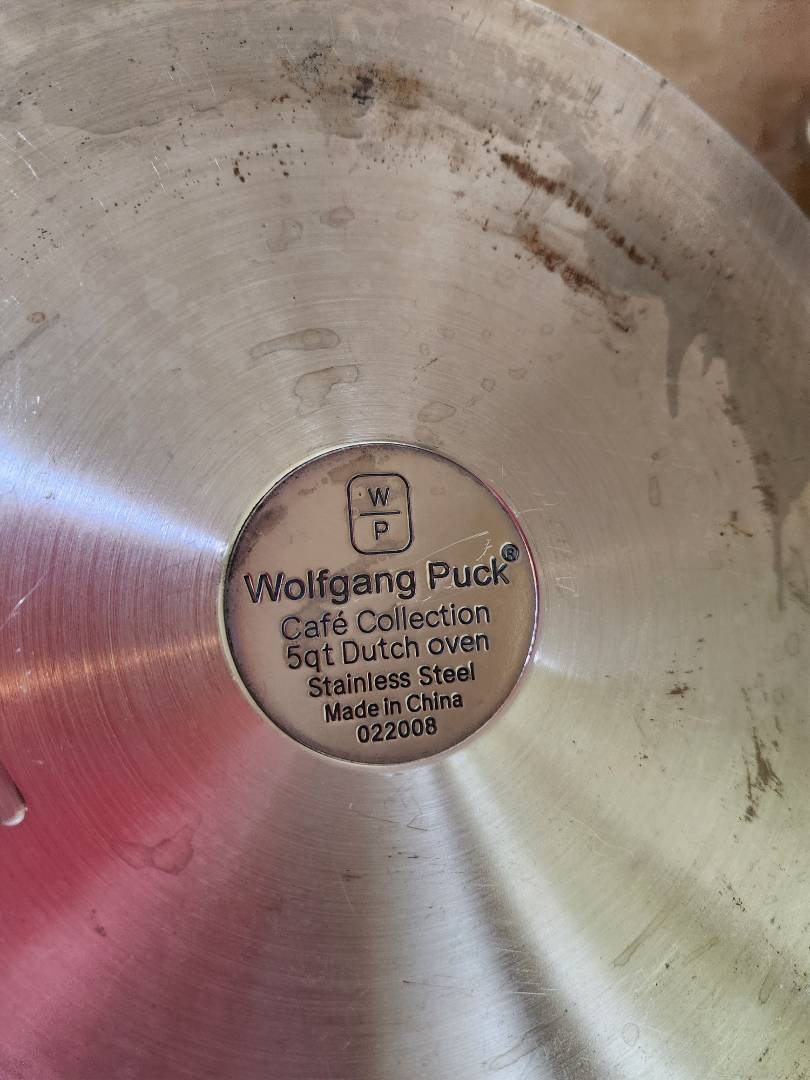 W
P
Wolfgang Puck®
Café Collection
5qt Dutch oven
Stainless Steel
Made in China
022008